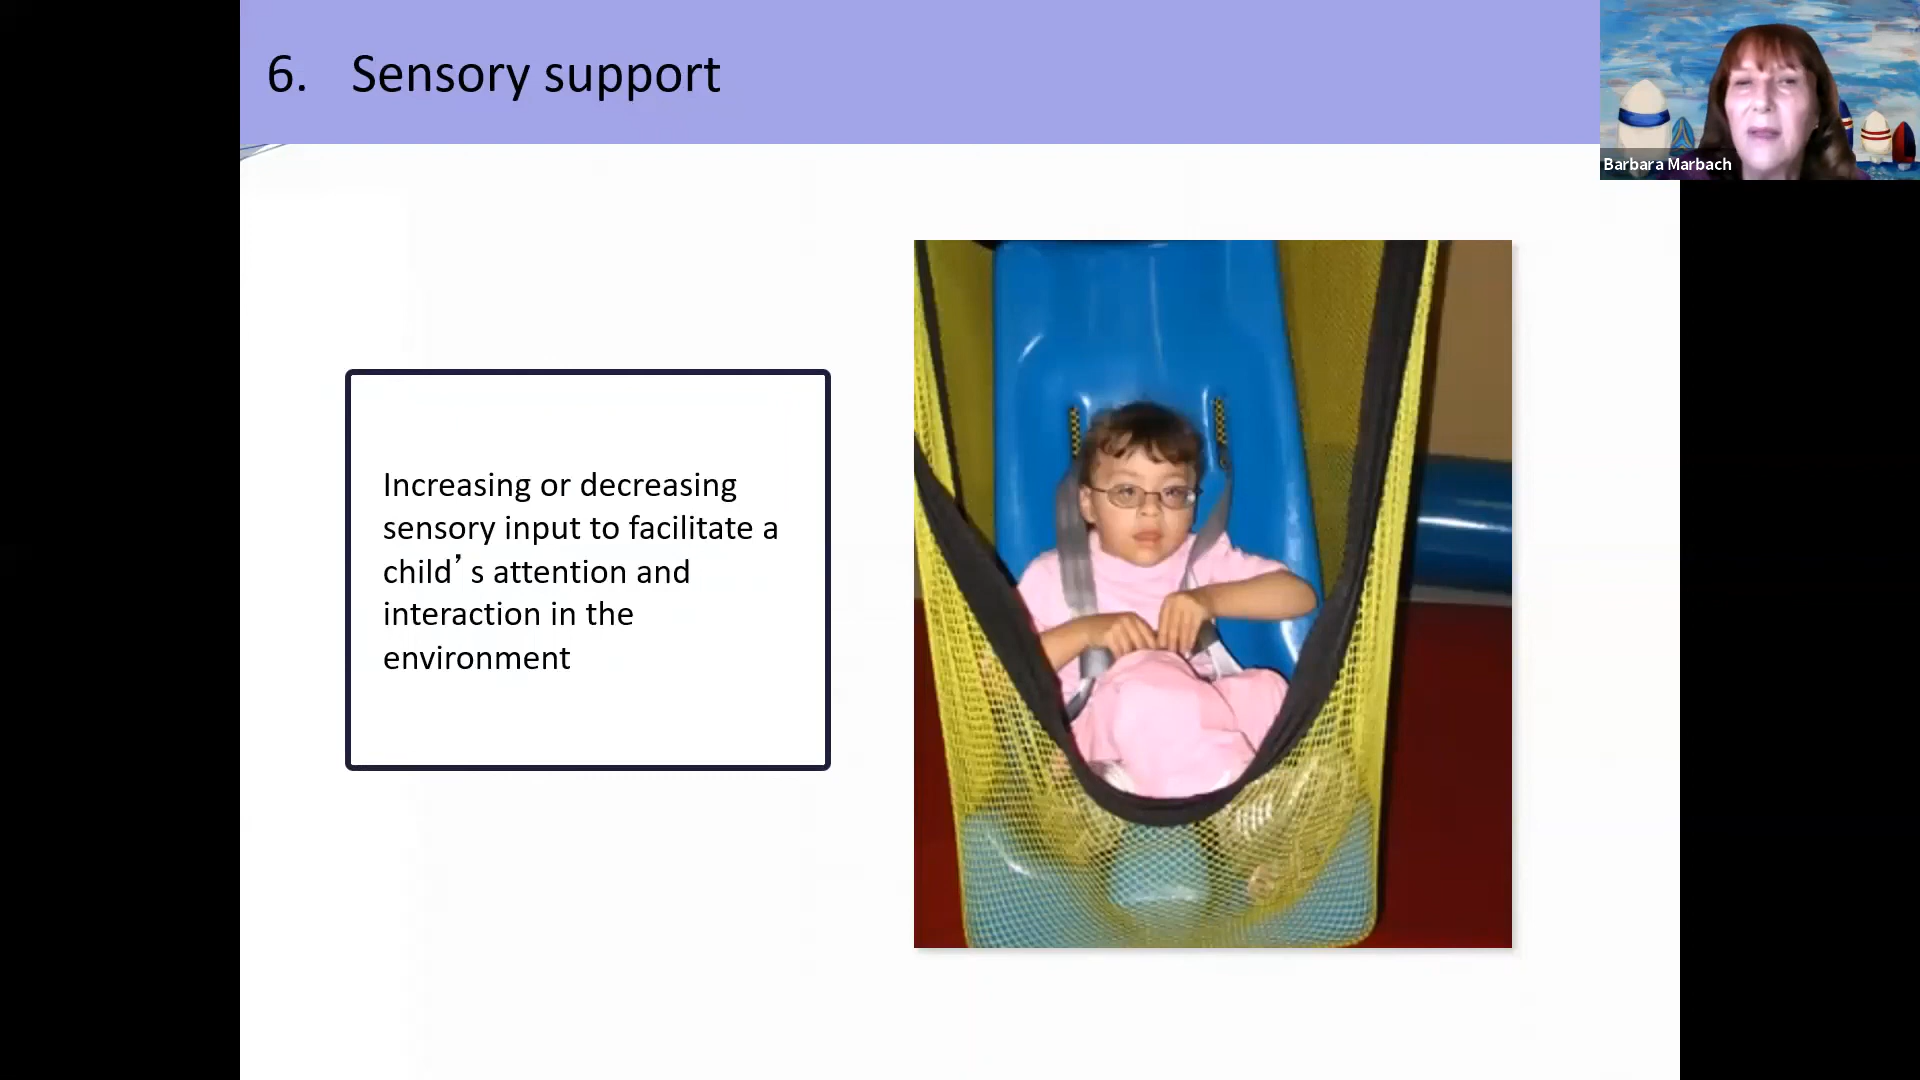 6. Sensory support
Barbara Marbach
Increasing or decreasing
sensory input to facilitate a
child’s attention and
interaction in the
environment